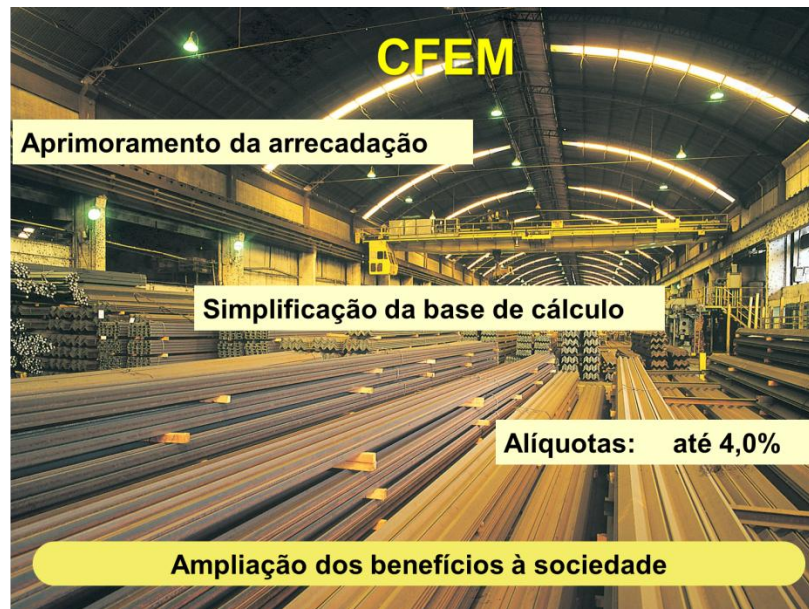 CFEM
Aprimoramento da arrecadação
Simplificação da base de cálculo
Alíquotas: até 4,0%
Ampliação dos benefícios à sociedade